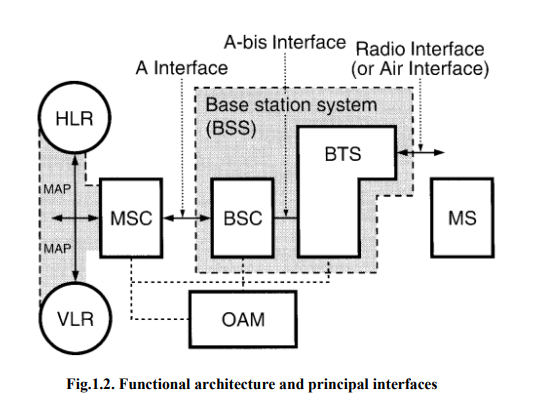 A-bis Interface
Radio Interface
(or Air Interface)
A Interface
Base station system
(BSS)
HLR
BTS
MAP
MSC
BSC
MS
MAP
VLR
OAM
Fig.1.2. Functional architecture and principal interfaces